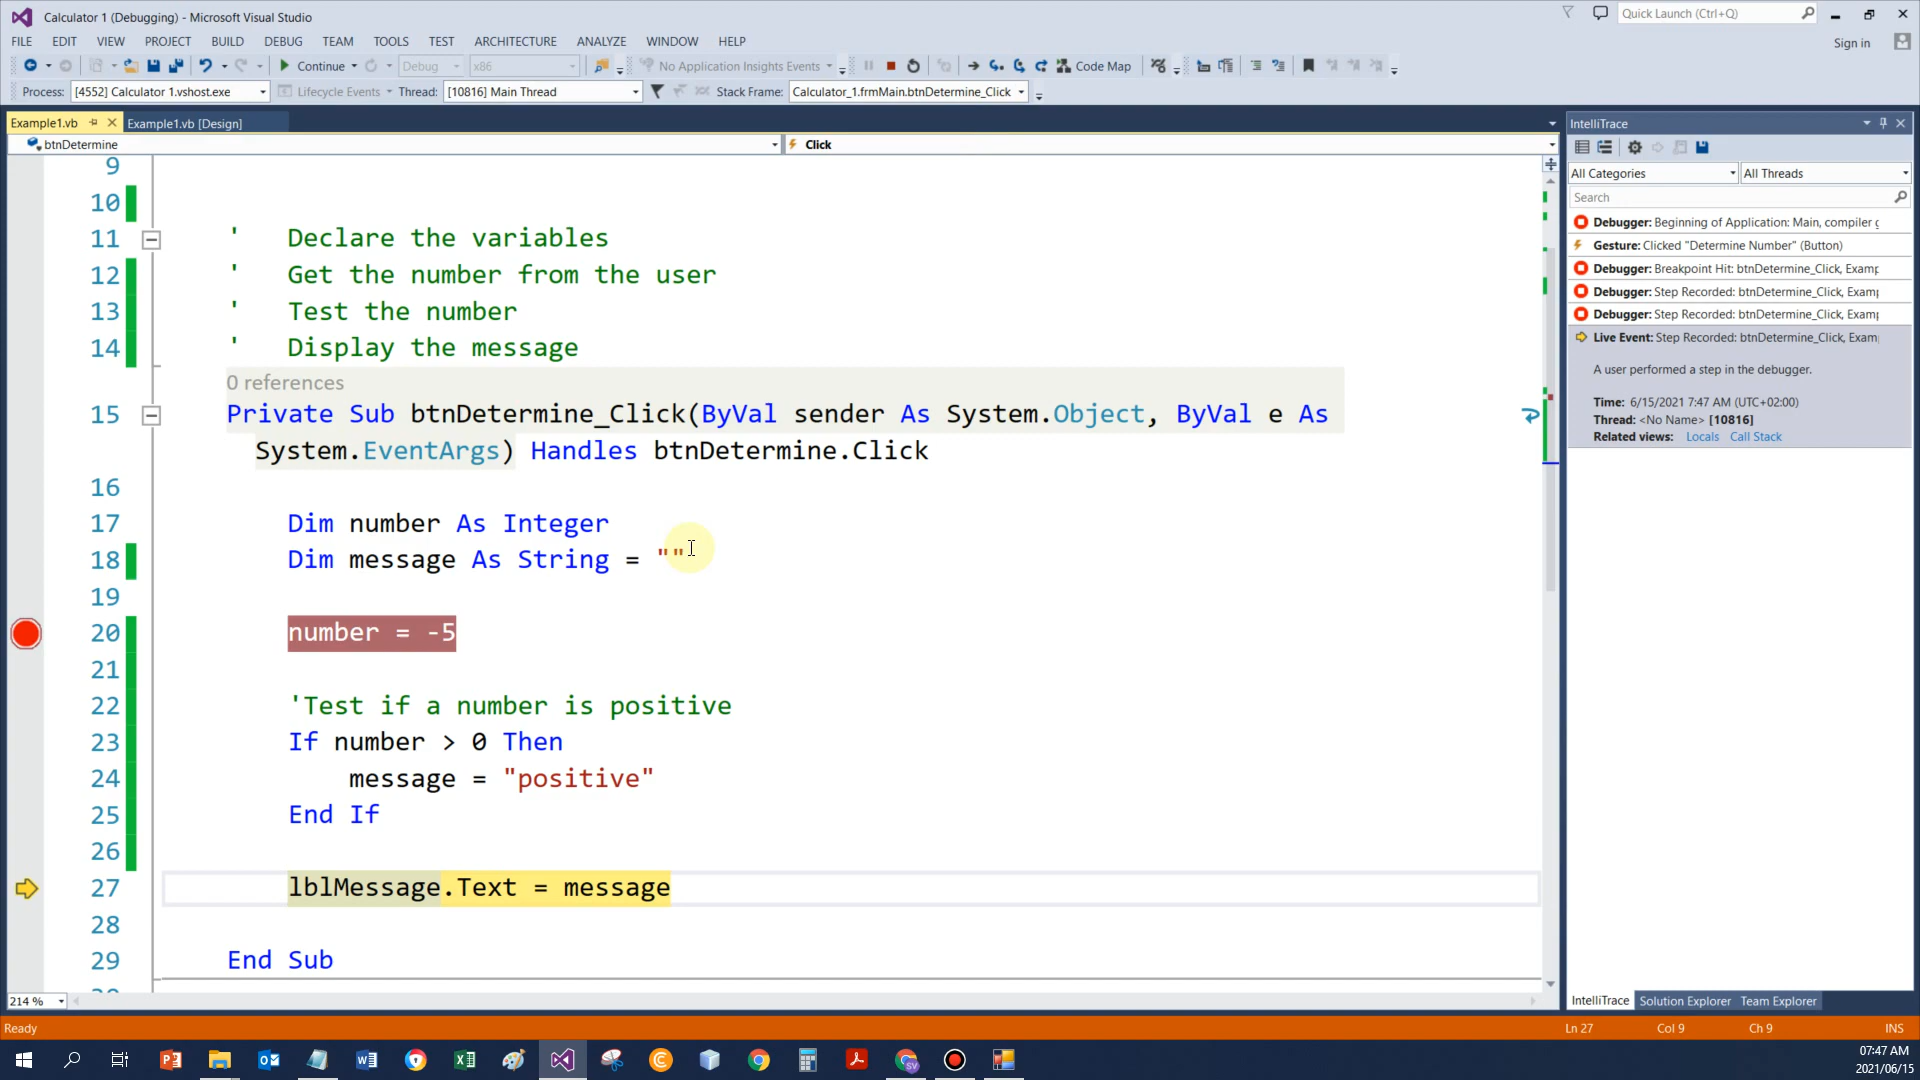 Calculator 1 (Debugging) - Microsoft Visual Studio
Quick Launch (Ctrl+Q)
FILE EDIT VIEW PROJECT BUILD DEBUG TEAM TOOLS TEST ARCHITECTURE ANALYZE WINDOW HELP
Sign in
Continue Debug x86 No Application Insights Events Code Map
Process: [4552] Calculator 1.vshost.exe Lifecycle Events Thread: [10816] Main Thread Stack Frame: Calculator_1.frmMain.btnDetermine_Click
Example1.vb Example1.vb [Design]
btnDetermine Click
9
10
11 ' Declare the variables
12 ' Get the number from the user
13 ' Test the number
14 ' Display the message
0 references
15 Private Sub btnDetermine_Click(ByVal sender As System.Object, ByVal e As
System.EventArgs) Handles btnDetermine.Click
16
17 Dim number As Integer
18 Dim message As String = ""
19
20 number = -5
21
22 'Test if a number is positive
23 If number > 0 Then
24 message = "positive"
25 End If
26
27 lblMessage.Text = message
28
29 End Sub
214 %
IntelliTrace
All Categories All Threads
Search
Debugger: Beginning of Application: Main, compiler g
Gesture: Clicked "Determine Number" (Button)
Debugger: Breakpoint Hit: btnDetermine_Click, Examp
Debugger: Step Recorded: btnDetermine_Click, Examp
Debugger: Step Recorded: btnDetermine_Click, Examp
Live Event: Step Recorded: btnDetermine_Click, Exam
A user performed a step in the debugger.
Time: 6/15/2021 7:47 AM (UTC+02:00)
Thread: <No Name> [10816]
Related views: Locals Call Stack
IntelliTrace Solution Explorer Team Explorer
Ready Ln 27 Col 9 Ch 9 INS
07:47 AM
2021/06/15